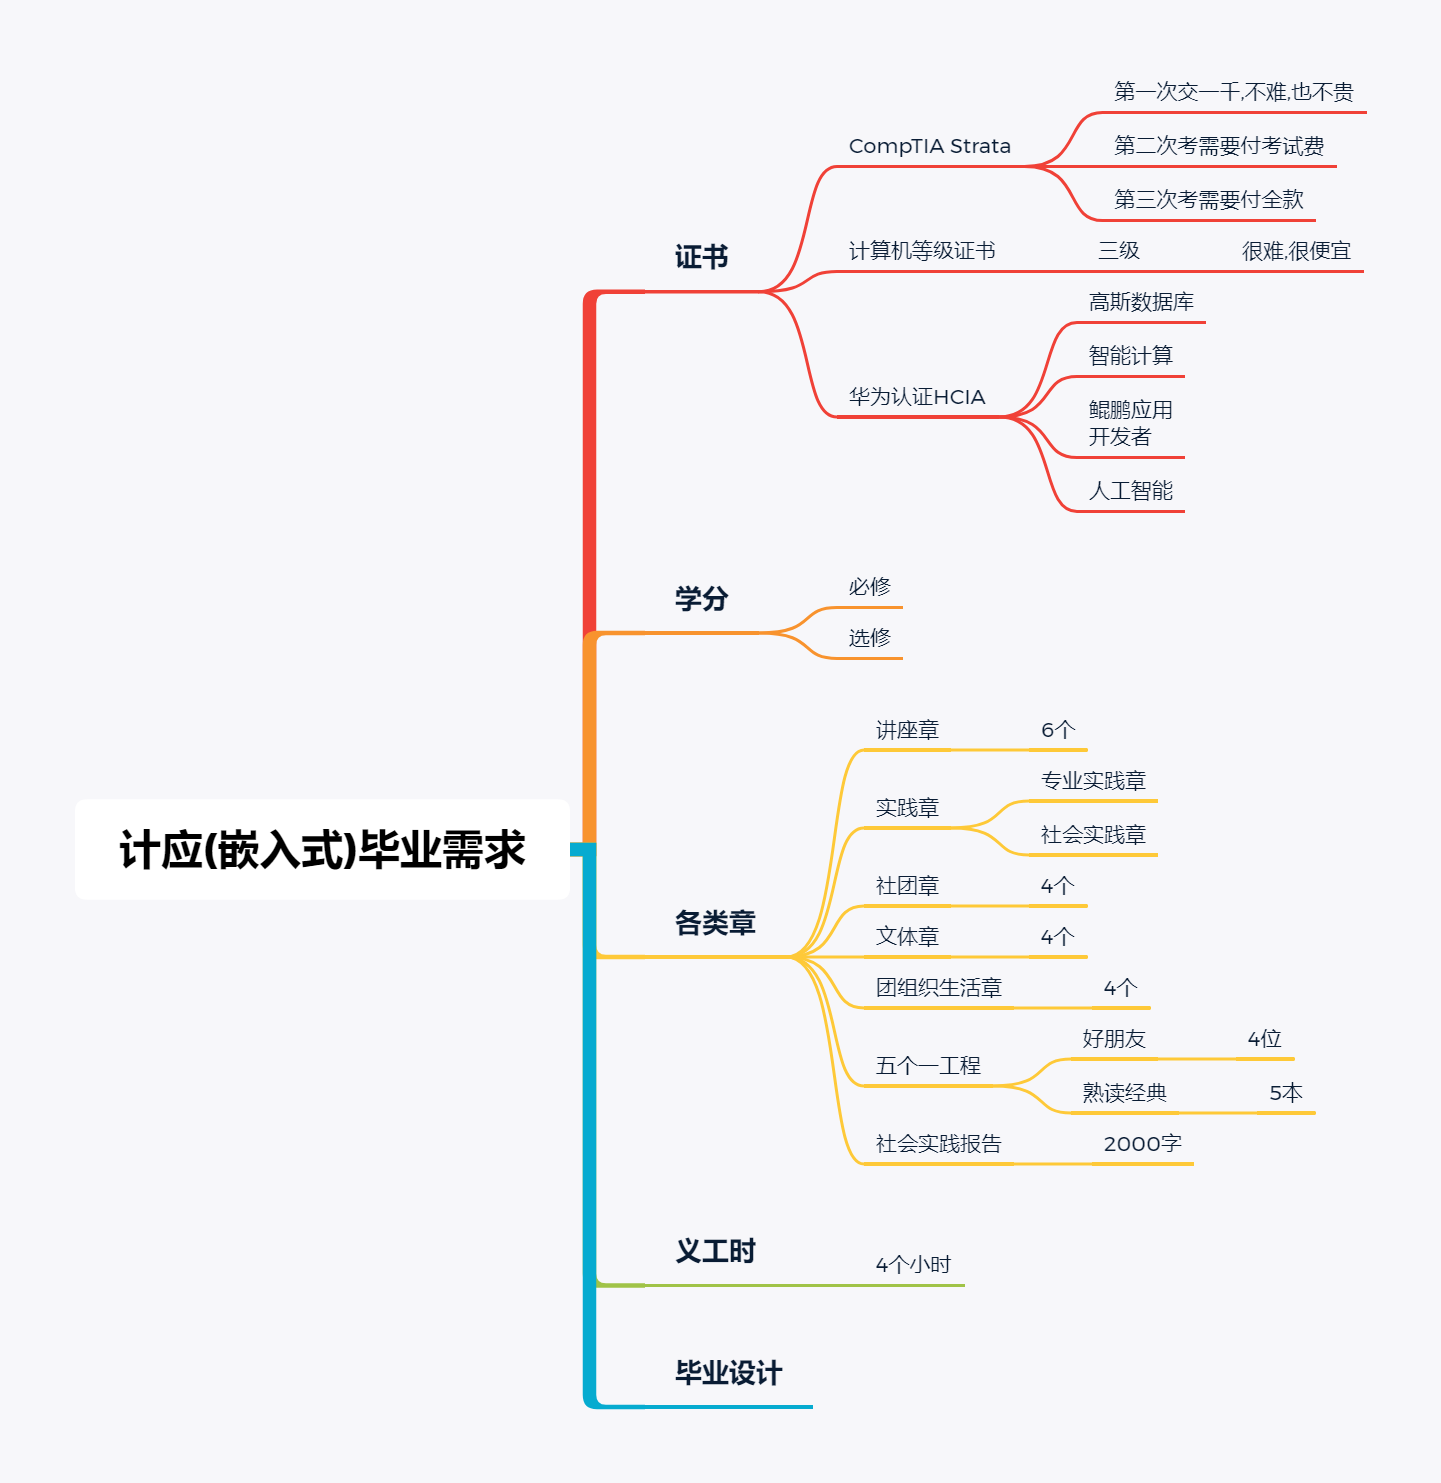 计应(嵌入式)毕业需求
证书
CompTIA Strata
第一次交一千,不难,也不贵
第二次考需要付考试费
第三次考需要付全款
计算机等级证书
三级
很难,很便宜
华为认证HCIA
高斯数据库
智能计算
鲲鹏应用
开发者
人工智能
学分
必修
选修
各类章
讲座章
6个
实践章
专业实践章
社会实践章
社团章
4个
文体章
4个
团组织生活章
4个
五个一工程
好朋友
4位
熟读经典
5本
社会实践报告
2000字
义工时
4个小时
毕业设计